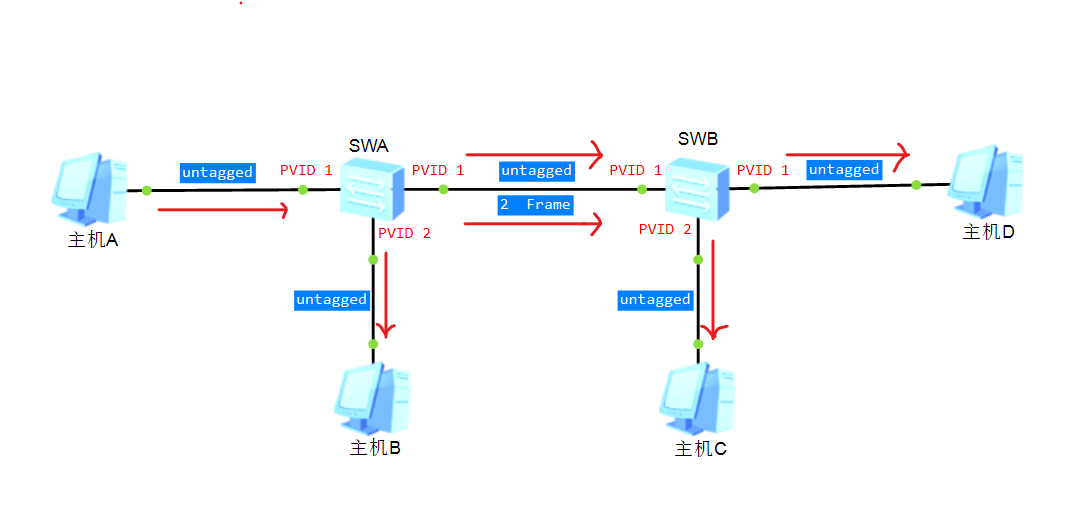 SWA
SWB
untagged
PVID 1
PVID 1
untagged
PVID 1
PVID 1
untagged
2 Frame
主机A
PVID 2
PVID 2
主机D
untagged
untagged
主机B
主机C